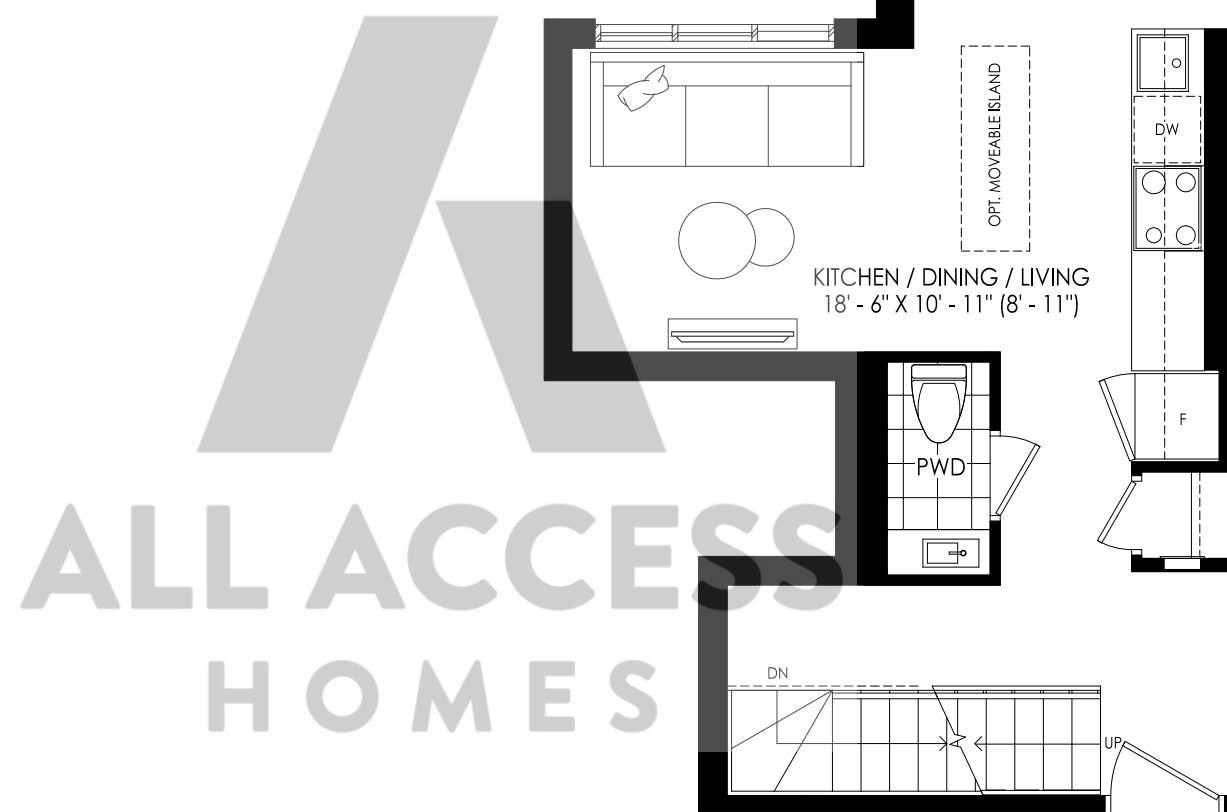 OPT. MOVEABLE ISLAND
DW
KITCHEN / DINING / LIVING
18' - 6" X 10' - 11" (8' - 11")
F
PWD
ALL ACCESS
HOMES
DN
UP